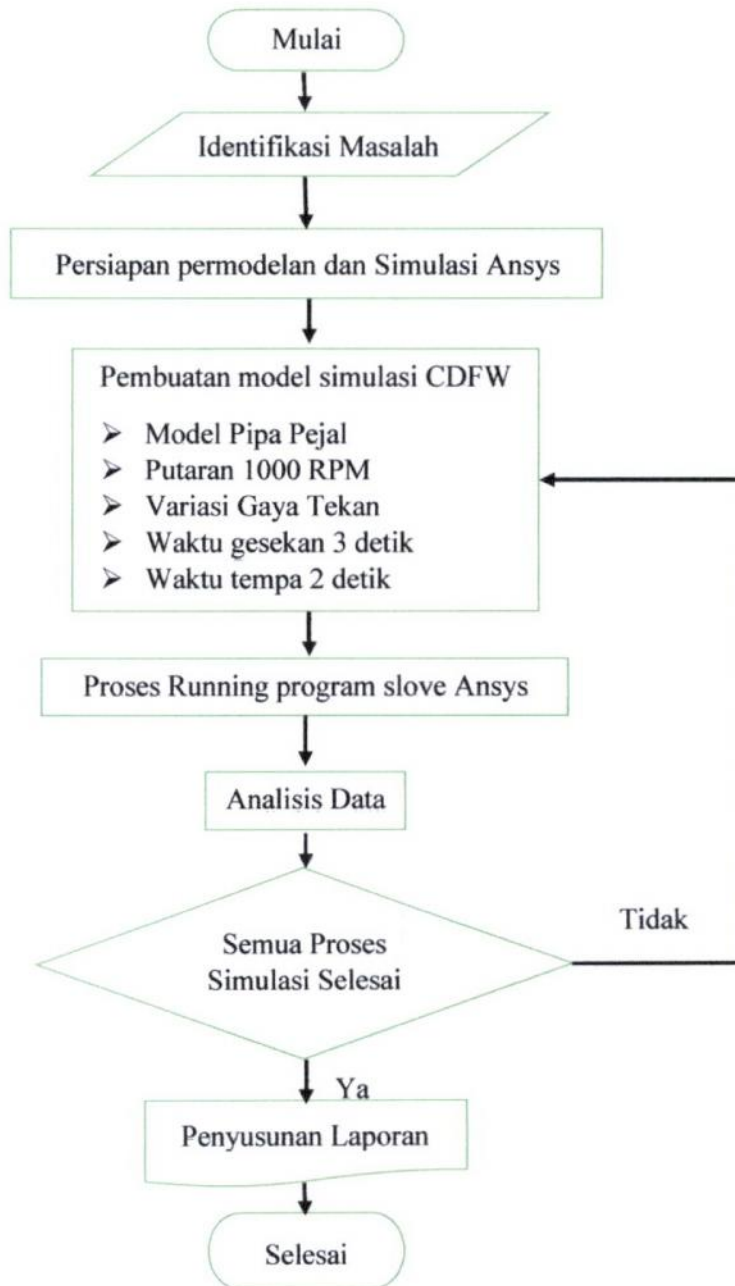 Mulai
Identifikasi Masalah
Persiapan permodelan dan Simulasi Ansys
Pembuatan model simulasi CDFW
➤ Model Pipa Pejal
➤ Putaran 1000 RPM
➤ Variasi Gaya Tekan
➤ Waktu gesekan 3 detik
➤ Waktu tempa 2 detik
Proses Running program slove Ansys
Analisis Data
Semua Proses
Simulasi Selesai
Tidak
Ya
Penyusunan Laporan
Selesai